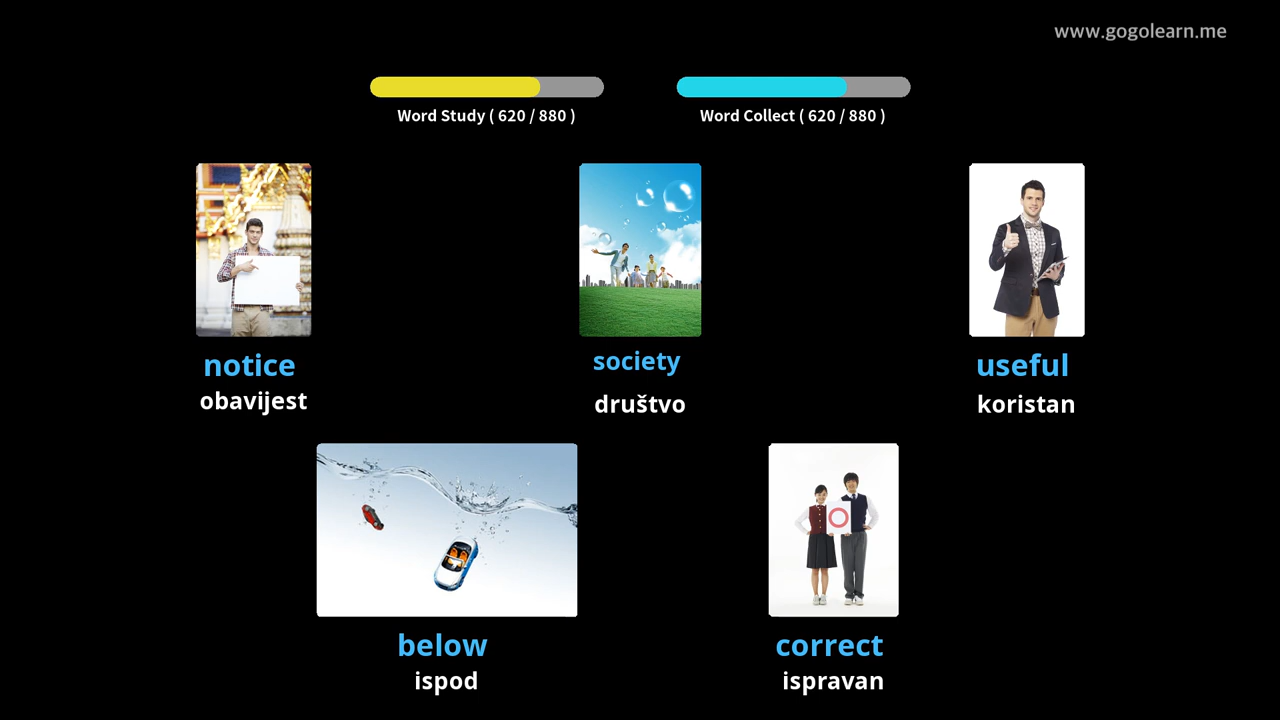 www.gogolearn.me
Word Study ( 620 / 880 )
Word Collect ( 620 / 880 )
notice
obavijest
society
društvo
useful
koristan
below
ispod
correct
ispravan